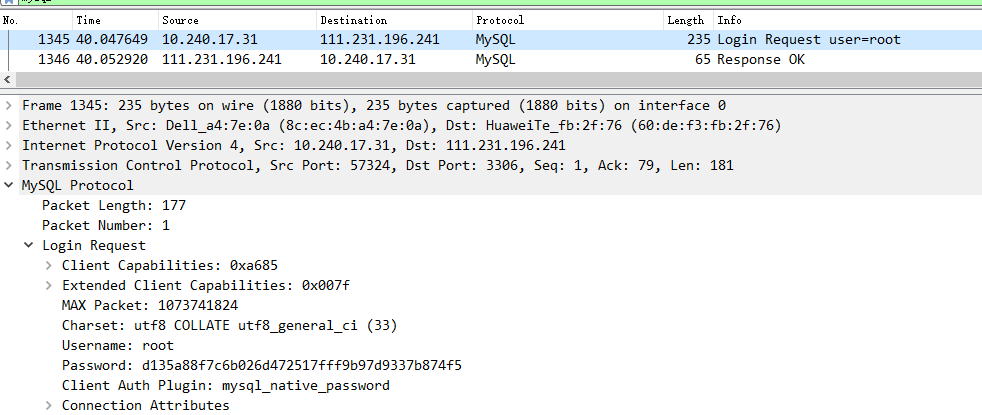 No. Time Source Destination Protocol Length Info
1345 40.047649 10.240.17.31 111.231.196.241 MySQL 235 Login Request user=root
1346 40.052920 111.231.196.241 10.240.17.31 MySQL 65 Response OK
Frame 1345: 235 bytes on wire (1880 bits), 235 bytes captured (1880 bits) on interface 0
Ethernet II, Src: Dell_a4:7e:0a (8c:ec:4b:a4:7e:0a), Dst: HuaweiTe_fb:2f:76 (60:de:f3:fb:2f:76)
Internet Protocol Version 4, Src: 10.240.17.31, Dst: 111.231.196.241
Transmission Control Protocol, Src Port: 57324, Dst Port: 3306, Seq: 1, Ack: 79, Len: 181
MySQL Protocol
Packet Length: 177
Packet Number: 1
Login Request
Client Capabilities: 0xa685
Extended Client Capabilities: 0x007f
MAX Packet: 1073741824
Charset: utf8 COLLATE utf8_general_ci (33)
Username: root
Password: d135a88f7c6b026d472517fff9b97d9337b874f5
Client Auth Plugin: mysql_native_password
Connection Attributes